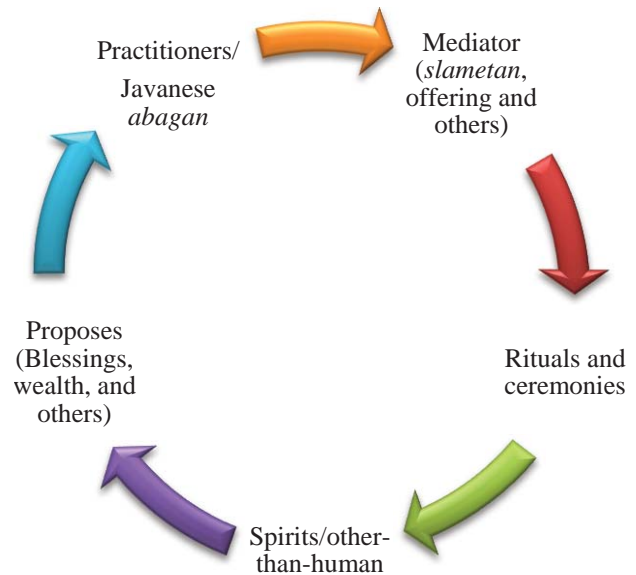 Practitioners/
Javanese
abagan
Mediator
(slametan,
offering and
others)
Rituals and
ceremonies
Spirits/other-
than-human
Proposes
(Blessings,
wealth, and
others)